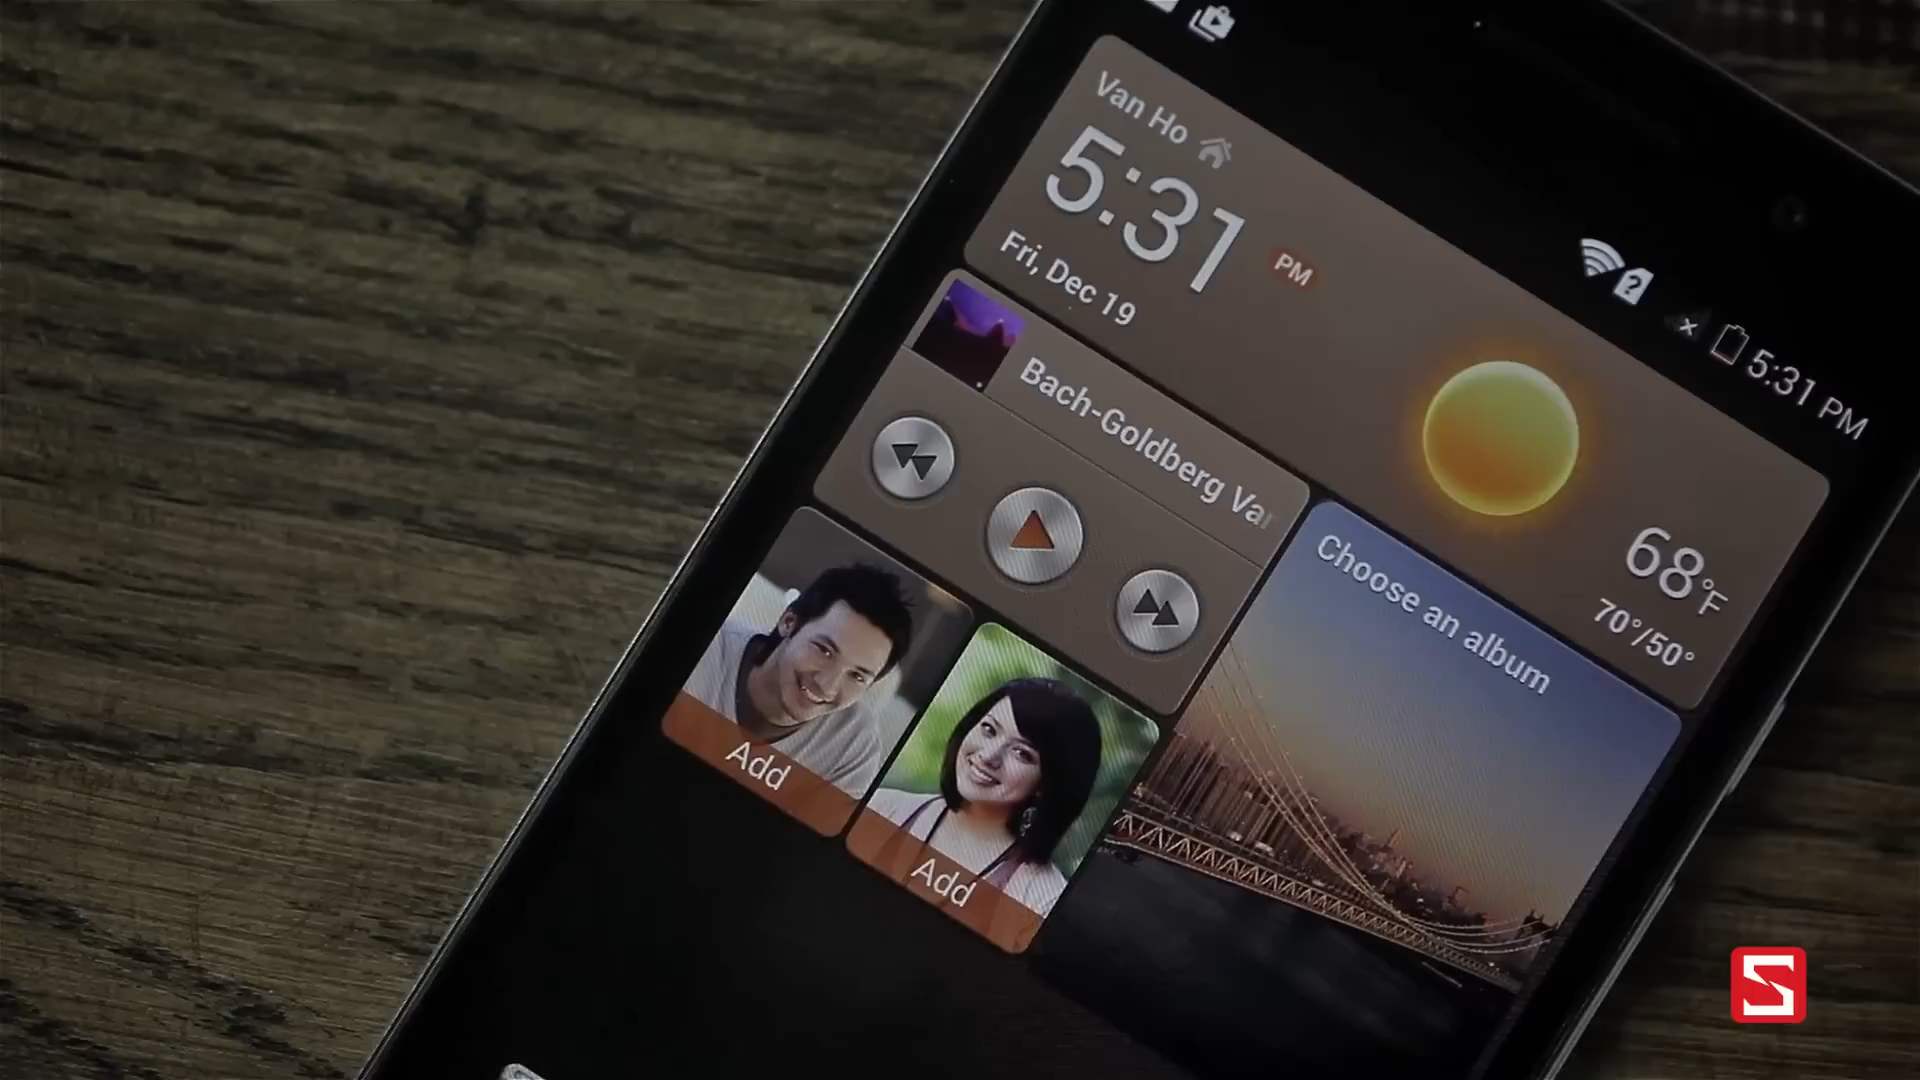 Van Ho
5:31 PM
Fri, Dec 19
5:31 PM
68°F
70°/50°
Bach-Goldberg Va
Choose an album
Add
Add
S